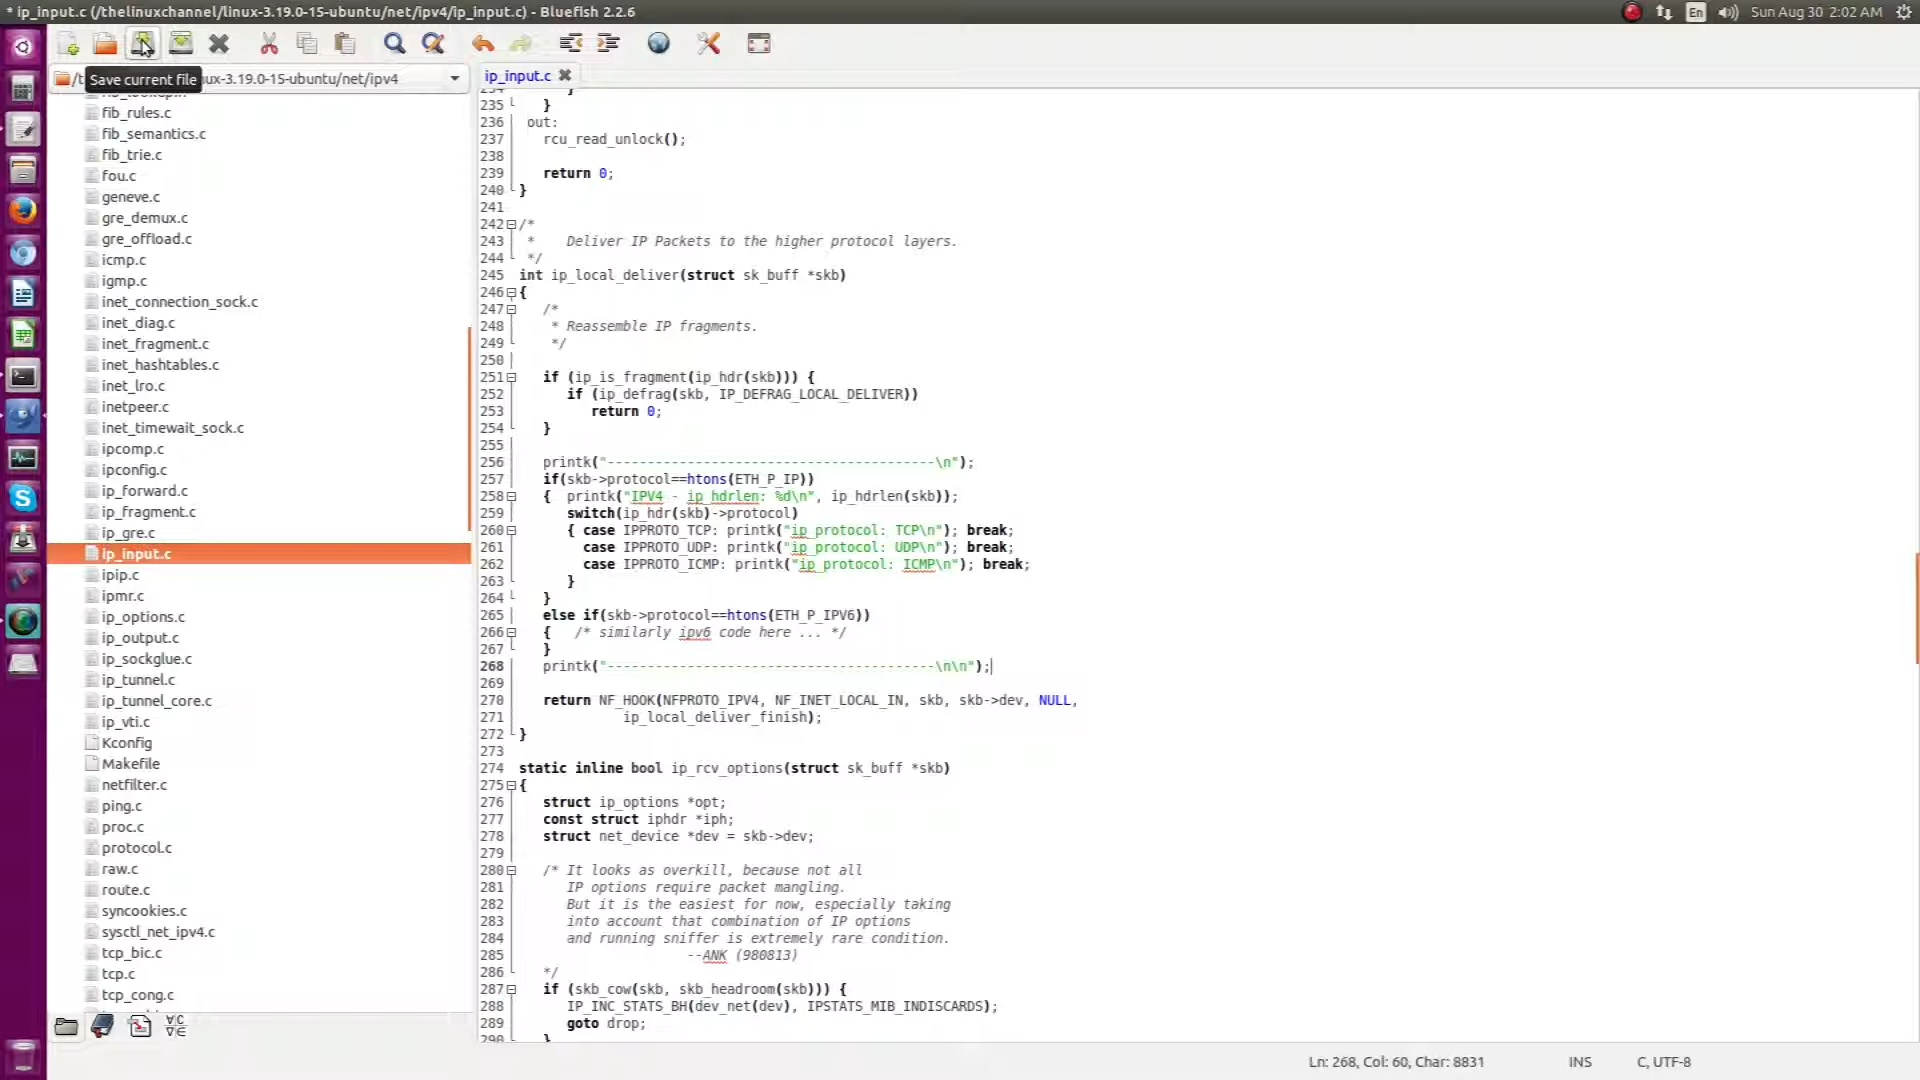 * ip_input.c (/thelinuxchannel/linux-3.19.0-15-ubuntu/net/ipv4/ip_input.c) - Bluefish 2.2.6
En
Sun Aug 30 2:02 AM
Save current file
ux-3.19.0-15-ubuntu/net/ipv4
ip_input.c
fib_rules.c
fib_semantics.c
fib_trie.c
fou.c
geneve.c
gre_demux.c
gre_offload.c
icmp.c
igmp.c
inet_connection_sock.c
inet_diag.c
inet_fragment.c
inet_hashtables.c
inet_lro.c
inetpeer.c
inet_timewait_sock.c
ipcomp.c
ipconfig.c
ip_forward.c
ip_fragment.c
ip_gre.c
ip_input.c
ipip.c
ipmr.c
ip_options.c
ip_output.c
ip_sockglue.c
ip_tunnel.c
ip_tunnel_core.c
ip_vti.c
Kconfig
Makefile
netfilter.c
ping.c
proc.c
protocol.c
raw.c
route.c
syncookies.c
sysctl_net_ipv4.c
tcp_bic.c
tcp.c
tcp_cong.c
235 }
236 out:
237 rcu_read_unlock();
238
239 return 0;
240 }
241
242 /*
243 * Deliver IP Packets to the higher protocol layers.
244 */
245 int ip_local_deliver(struct sk_buff *skb)
246 {
247 /*
248 * Reassemble IP fragments.
249 */
250
251 if (ip_is_fragment(ip_hdr(skb))) {
252 if (ip_defrag(skb, IP_DEFRAG_LOCAL_DELIVER))
253 return 0;
254 }
255
256 printk("-----------------------------------------\n");
257 if(skb->protocol==htons(ETH_P_IP))
258 { printk("IPV4 - ip_hdrlen: %d\n", ip_hdrlen(skb));
259 switch(ip_hdr(skb)->protocol)
260 { case IPPROTO_TCP: printk("ip_protocol: TCP\n"); break;
261 case IPPROTO_UDP: printk("ip_protocol: UDP\n"); break;
262 case IPPROTO_ICMP: printk("ip_protocol: ICMP\n"); break;
263 }
264 }
265 else if(skb->protocol==htons(ETH_P_IPV6))
266 { /* similarly ipv6 code here ... */
267 }
268 printk("-----------------------------------------\n\n");
269
270 return NF_HOOK(NFPROTO_IPV4, NF_INET_LOCAL_IN, skb, skb->dev, NULL,
271 ip_local_deliver_finish);
272 }
273
274 static inline bool ip_rcv_options(struct sk_buff *skb)
275 {
276 struct ip_options *opt;
277 const struct iphdr *iph;
278 struct net_device *dev = skb->dev;
279
280 /* It looks as overkill, because not all
281 IP options require packet mangling.
282 But it is the easiest for now, especially taking
283 into account that combination of IP options
284 and running sniffer is extremely rare condition.
285 --ANK (980813)
286 */
287 if (skb_cow(skb, skb_headroom(skb))) {
288 IP_INC_STATS_BH(dev_net(dev), IPSTATS_MIB_INDISCARDS);
289 goto drop;
290 }
Ln: 268, Col: 60, Char: 8831
INS
C, UTF-8